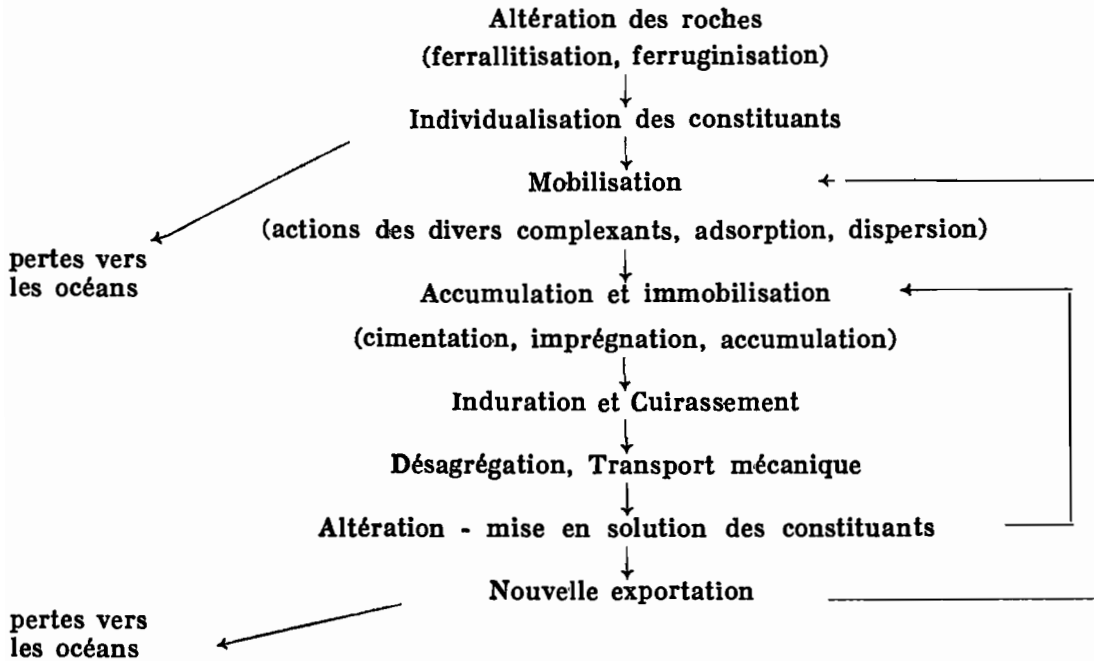 Altération des roches
(ferrallitisation, ferruginisation)
Individualisation des constituants
Mobilisation
(actions des divers complexants, adsorption, dispersion)
pertes vers
les océans
Accumulation et immobilisation
(cimentation, imprégnation, accumulation)
Induration et Cuirassement
Désagrégation, Transport mécanique
Altération - mise en solution des constituants
Nouvelle exportation
pertes vers
les océans